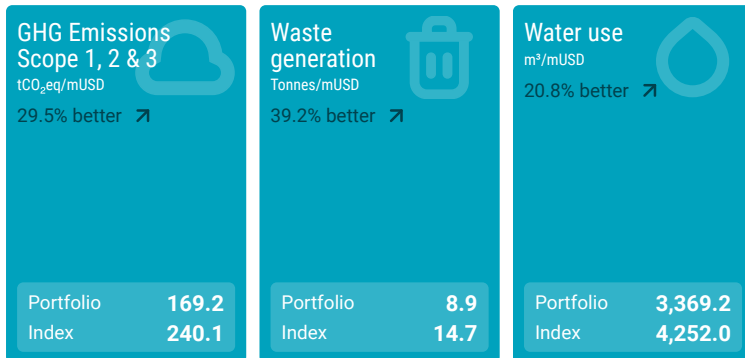 GHG Emissions
Scope 1, 2 & 3
tCO₂eq/mUSD
29.5% better
Portfolio 169.2
Index 240.1
Waste
generation
Tonnes/mUSD
39.2% better
Portfolio 8.9
Index 14.7
Water use
m³/mUSD
20.8% better
Portfolio 3,369.2
Index 4,252.0